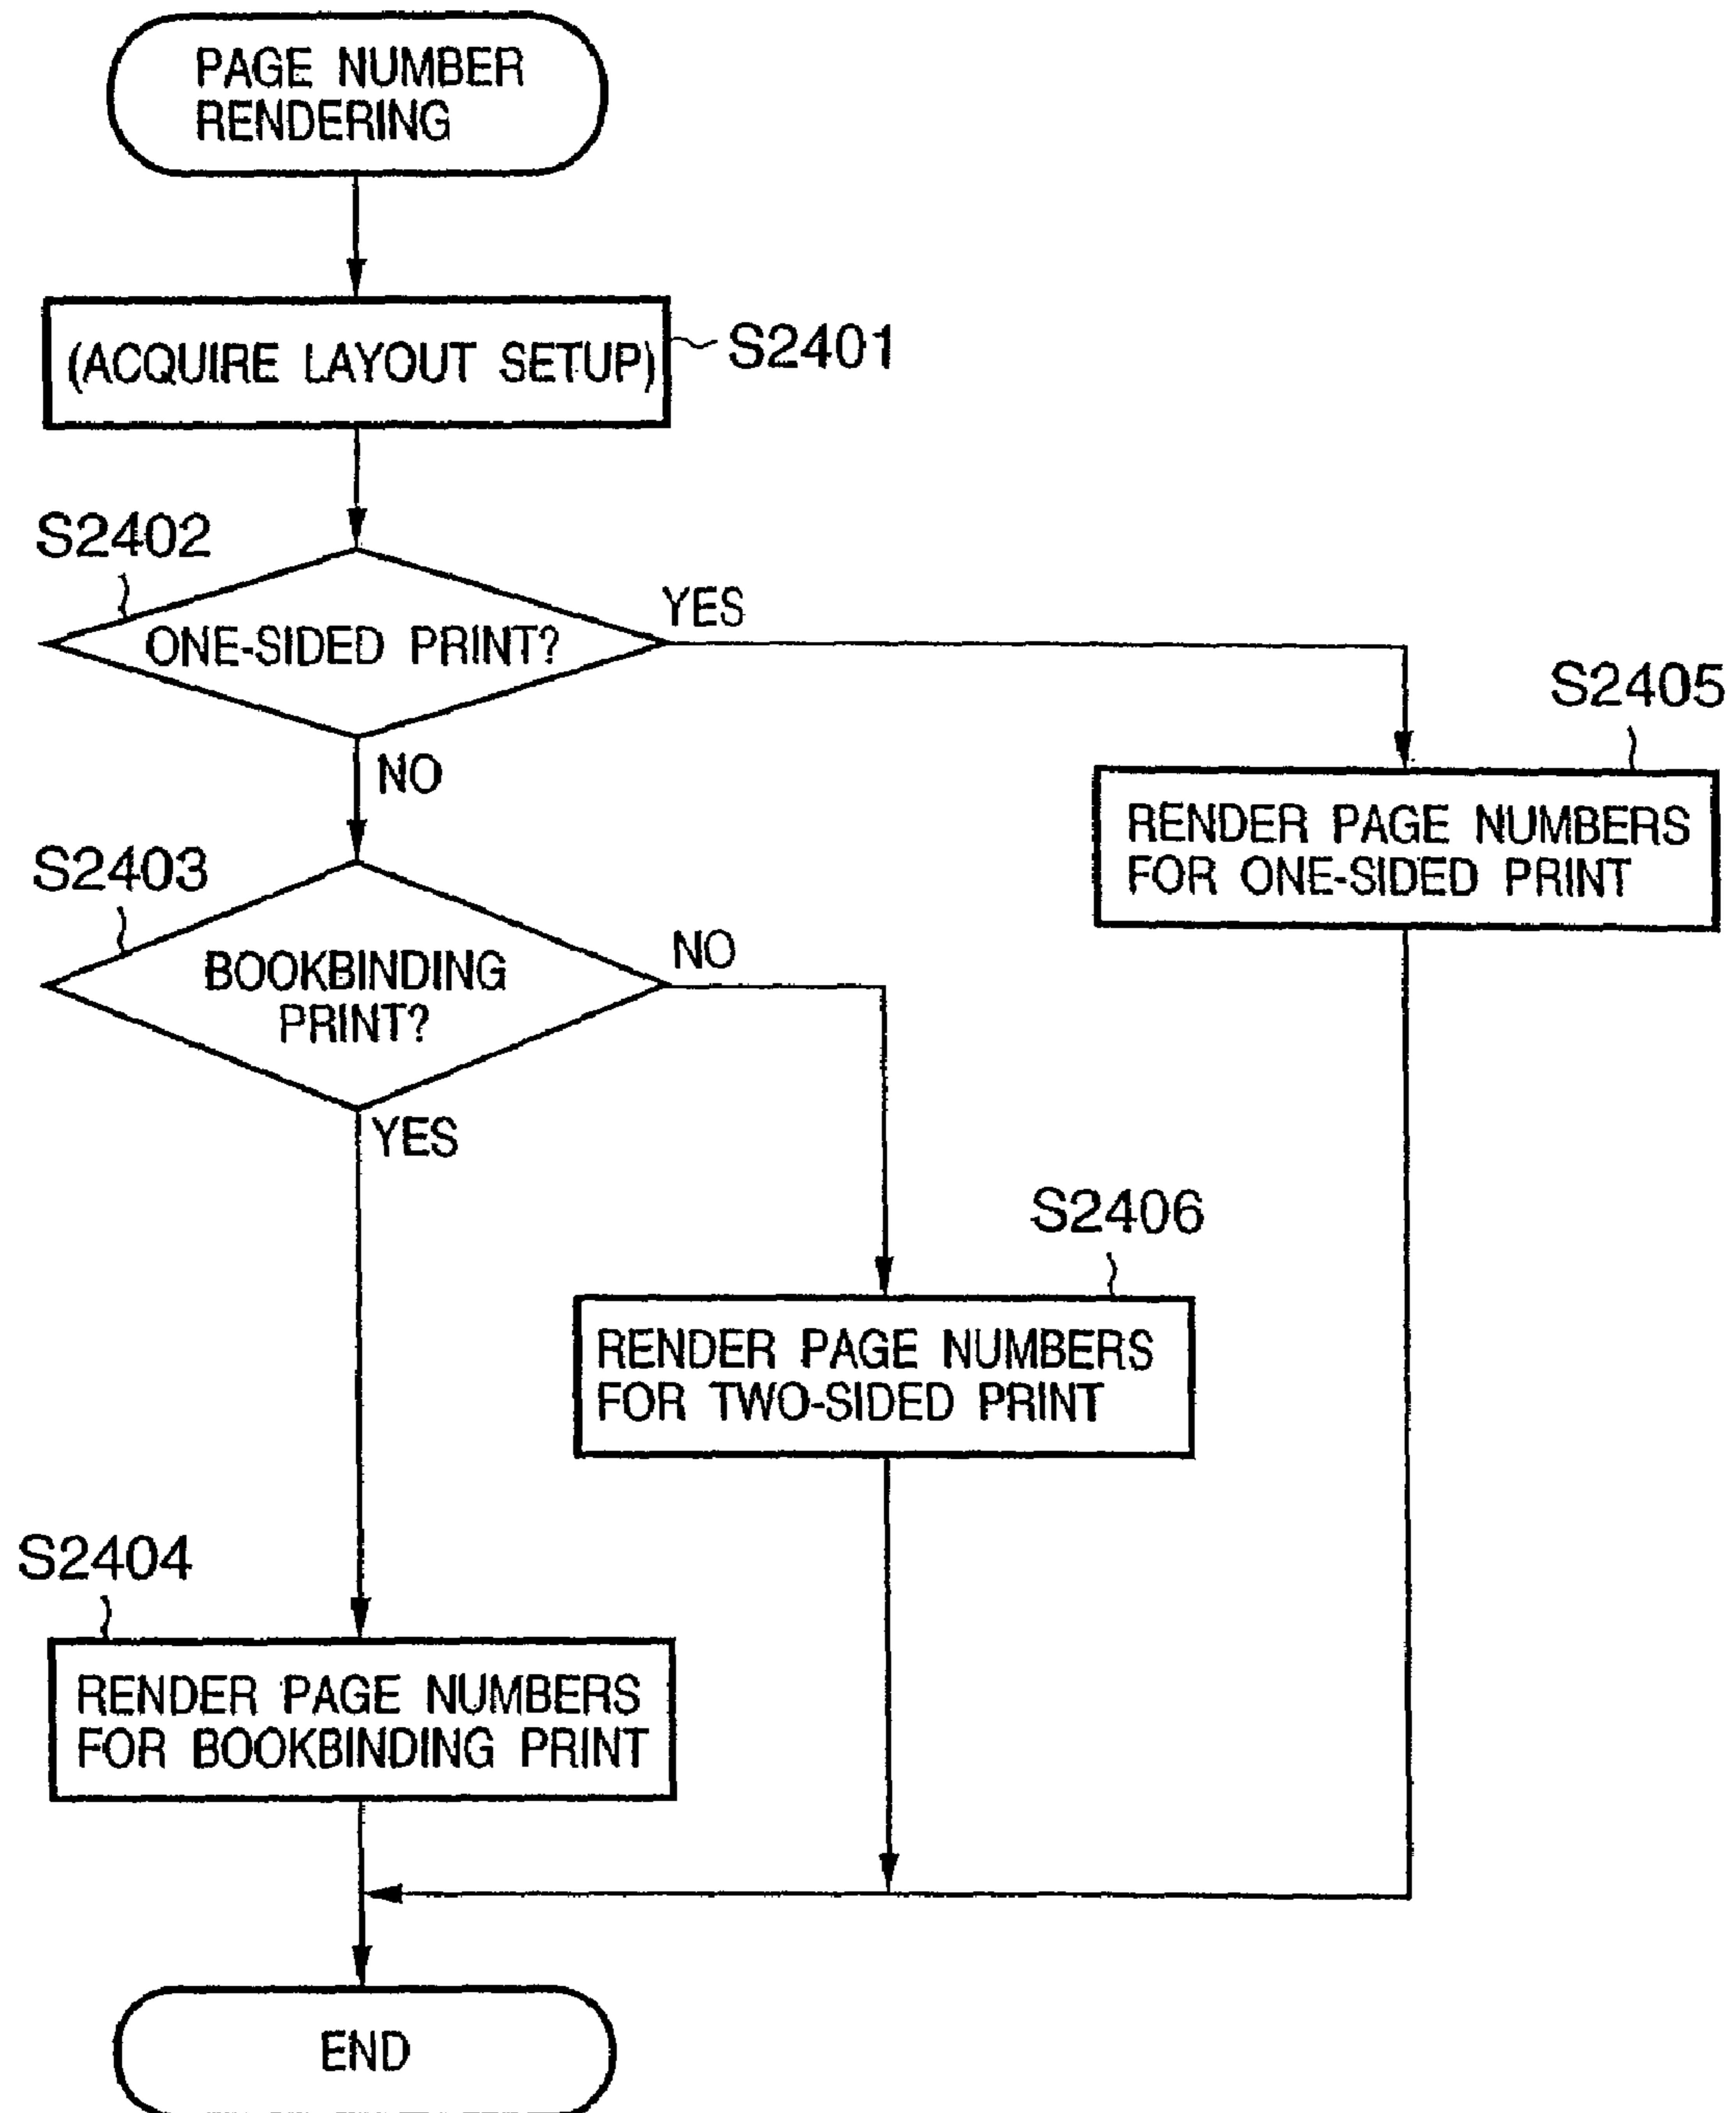 PAGE NUMBER
RENDERING
(ACQUIRE LAYOUT SETUP)
S2401
S2402
ONE-SIDED PRINT?
YES
NO
S2405
RENDER PAGE NUMBERS
FOR ONE-SIDED PRINT
S2403
BOOKBINDING
PRINT?
NO
YES
S2406
RENDER PAGE NUMBERS
FOR TWO-SIDED PRINT
S2404
RENDER PAGE NUMBERS
FOR BOOKBINDING PRINT
END